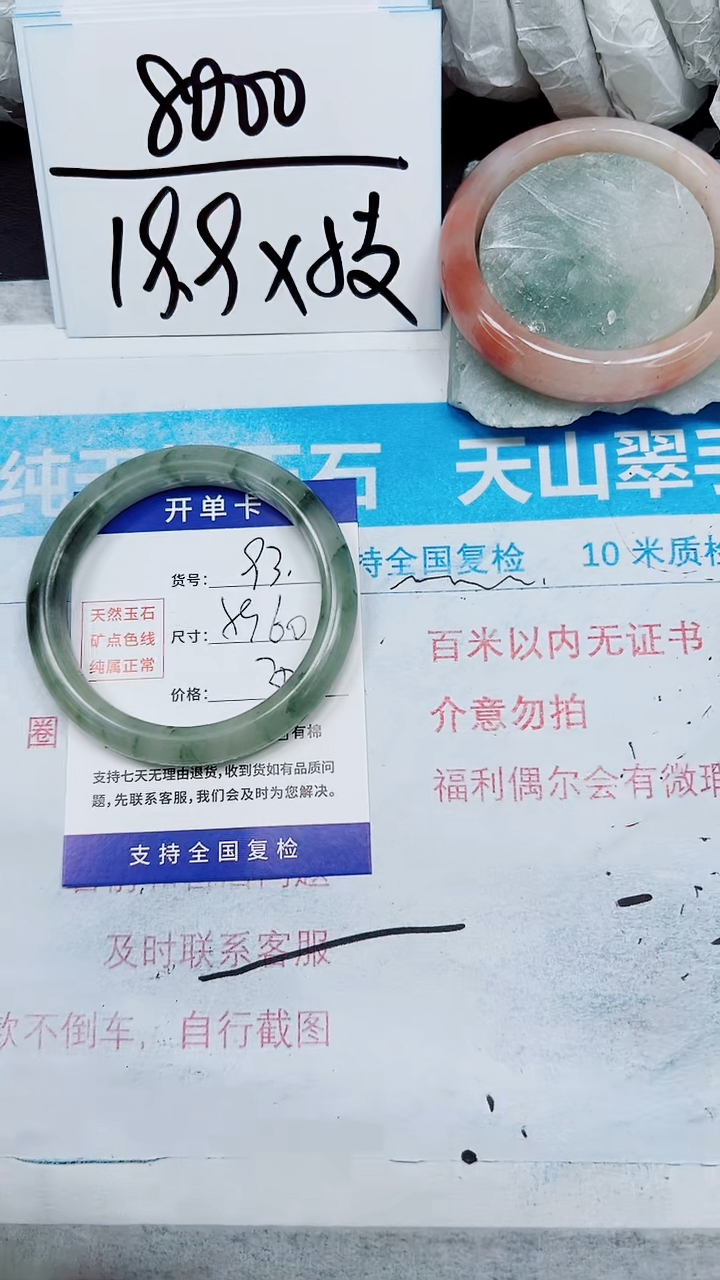 8000
188X技
纯天 玉石 天山翠手
开单卡
持全国复检 10 米质检
货号：93.
天然玉石
矿点色线
纯属正常
尺寸： 60
价格：
百米以内无证书
介意勿拍
圈
有棉
支持七天无理由退货，收到货如有品质问
题，先联系客服，我们会及时为您解决。
福利偶尔会有微瑕
支持全国复检
及时联系客服
款不倒车，自行截图